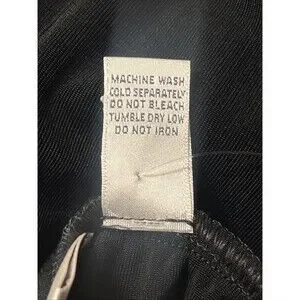 MACHINE WASH
COLD SEPARATELY
DO NOT BLEACH
TUMBLE DRY LOW
DO NOT IRON